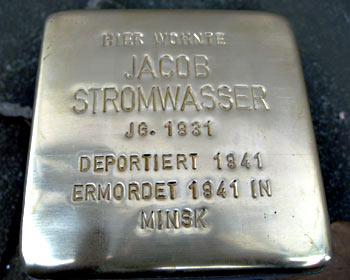 HIER WOHNTE
JACOB
STROMWASSER
JG. 1931
DEPORTIERT 1941
ERMORDET 1941 IN
MINSK